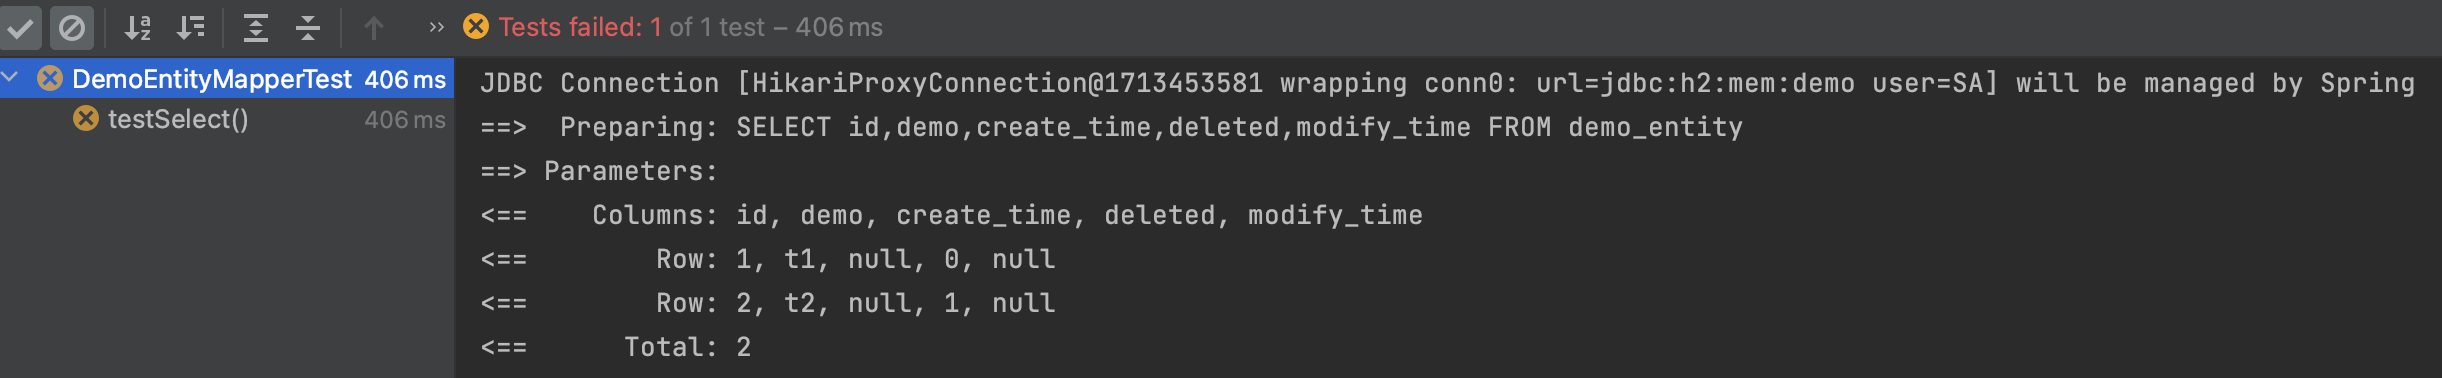 Tests failed: 1 of 1 test – 406 ms
DemoEntityMapperTest 406 ms
testSelect() 406 ms
JDBC Connection [HikariProxyConnection@1713453581 wrapping conn0: url=jdbc:h2:mem:demo user=SA] will be managed by Spring
==>  Preparing: SELECT id,demo,create_time,deleted,modify_time FROM demo_entity
==> Parameters:
<==    Columns: id, demo, create_time, deleted, modify_time
<==        Row: 1, t1, null, 0, null
<==        Row: 2, t2, null, 1, null
<==      Total: 2